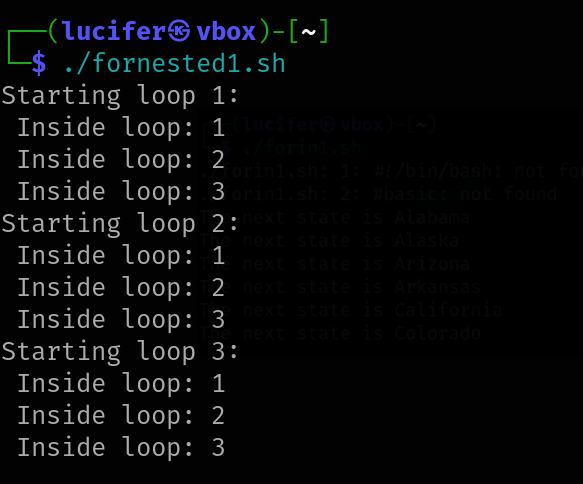 ┌──(lucifer㉿vbox)-[~]
└─$ ./fornested1.sh
Starting loop 1:
 Inside loop: 1
 Inside loop: 2
 Inside loop: 3
Starting loop 2:
 Inside loop: 1
 Inside loop: 2
 Inside loop: 3
Starting loop 3:
 Inside loop: 1
 Inside loop: 2
 Inside loop: 3
(lucifer㉿vbox)-[~]
$ ./forin1.sh
./forin1.sh: 1: #!/bin/bash: not
./forin1.sh: 2: #basic: not found
The next state is Alabama
The next state is Alaska
The next state is Arizona
The next state is Arkansas
The next state is California
The next state is Colorado